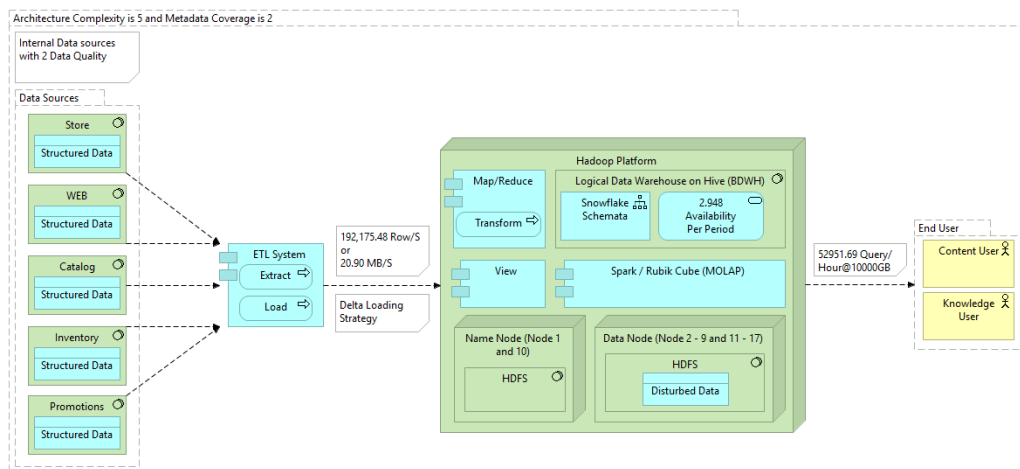 Architecture Complexity is 5 and Metadata Coverage is 2
Internal Data sources
with 2 Data Quality
Data Sources
Store
Structured Data
WEB
Structured Data
Catalog
Structured Data
Inventory
Structured Data
Promotions
Structured Data
ETL System
Extract
Load
192,175.48 Row/S
or
20.90 MB/S
Delta Loading
Strategy
Hadoop Platform
Map/Reduce
Transform
Logical Data Warehouse on Hive (BDWH)
Snowflake
Schemata
2.948
Availability
Per Period
View
Spark / Rubik Cube (MOLAP)
Name Node (Node 1
and 10)
HDFS
Data Node (Node 2 - 9 and 11 - 17)
HDFS
Disturbed Data
52951.69 Query/
Hour@10000GB
End User
Content User
Knowledge
User